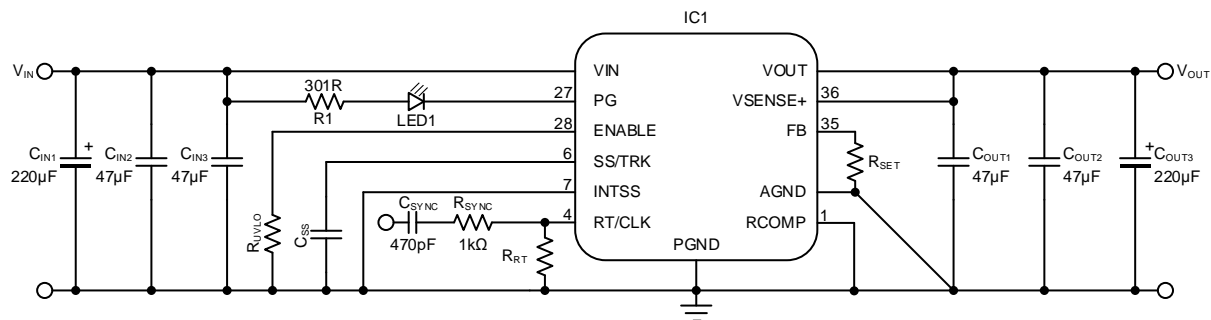 IC1
V_IN
VIN
VOUT
V_OUT
301R
27
PG
VSENSE+
36
R1
LED1
28
ENABLE
FB
35
C_IN1
+
220µF
C_IN2
47µF
C_IN3
47µF
6
SS/TRK
R_SET
C_OUT1
47µF
C_OUT2
47µF
+
C_OUT3
220µF
7
INTSS
AGND
C_SYNC
470pF
R_SYNC
1kΩ
4
RT/CLK
RCOMP
1
R_UVLO
C_SS
R_RT
PGND